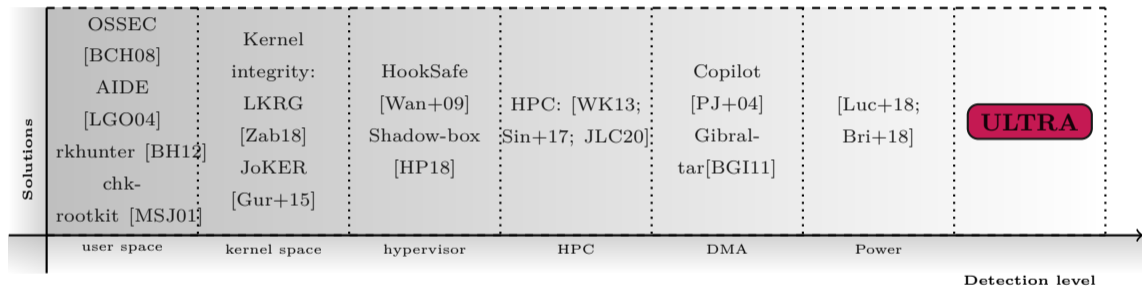 OSSEC
[BCH08]
AIDE
[LGO04]
rkhunter [BH12]
chk-
rootkit [MSJ01]
Kernel
integrity:
LKRG
[Zab18]
JoKER
[Gur+15]
HookSafe
[Wan+09]
Shadow-box
[HP18]
HPC: [WK13;
Sin+17; JLC20]
Copilot
[PJ+04]
Gibral-
tar[BGI11]
[Luc+18;
Bri+18]
ULTRA
Solutions
user space
kernel space
hypervisor
HPC
DMA
Power
Detection level